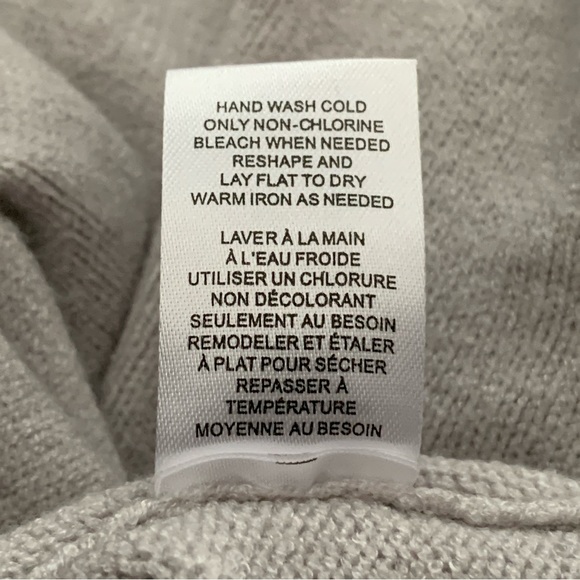 HAND WASH COLD
ONLY NON-CHLORINE
BLEACH WHEN NEEDED
RESHAPE AND
LAY FLAT TO DRY
WARM IRON AS NEEDED
LAVER À LA MAIN
À L'EAU FROIDE
UTILISER UN CHLORURE
NON DÉCOLORANT
SEULEMENT AU BESOIN
REMODELER ET ÉTALER
À PLAT POUR SÉCHER
REPASSER À
TEMPÉRATURE
MOYENNE AU BESOIN